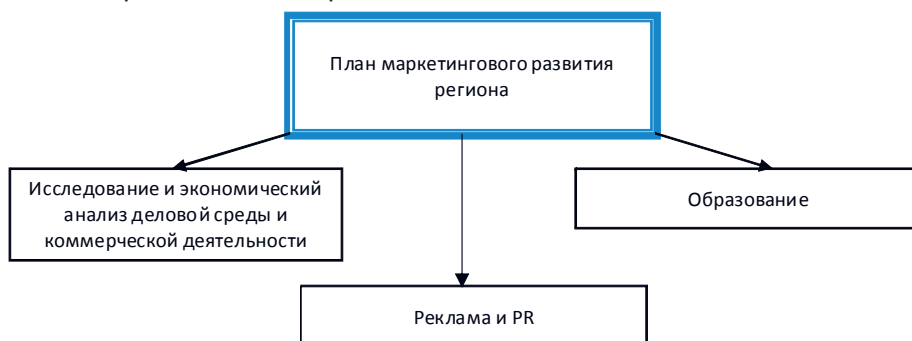 План маркетингового развития
региона
Исследование и экономический
анализ деловой среды и
коммерческой деятельности
Образование
Реклама и PR